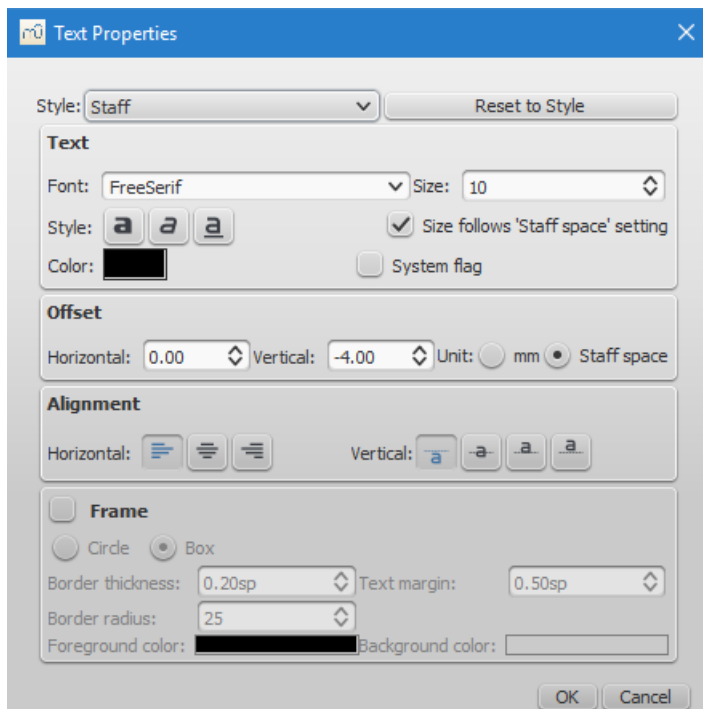 Text Properties
Style: Staff Reset to Style
Text
Font: FreeSerif Size: 10
Style: a a a Size follows 'Staff space' setting
Color: System flag
Offset
Horizontal: 0.00 Vertical: -4.00 Unit: mm Staff space
Alignment
Horizontal: Vertical: a a a a
Frame
Circle Box
Border thickness: 0.20sp Text margin: 0.50sp
Border radius: 25
Foreground color: Background color:
OK Cancel